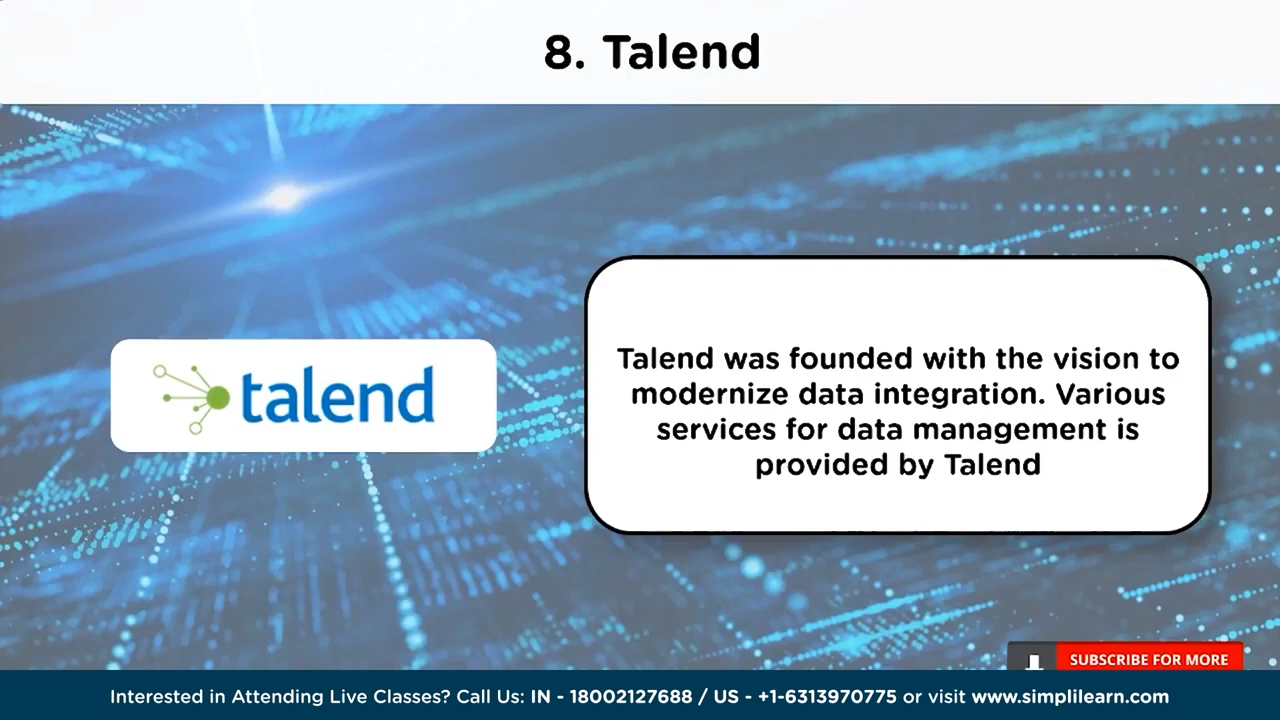 8. Talend
talend
Talend was founded with the vision to
modernize data integration. Various
services for data management is
provided by Talend
SUBSCRIBE FOR MORE
Interested in Attending Live Classes? Call Us: IN - 18002127688 / US - +1-6313970775 or visit www.simplilearn.com